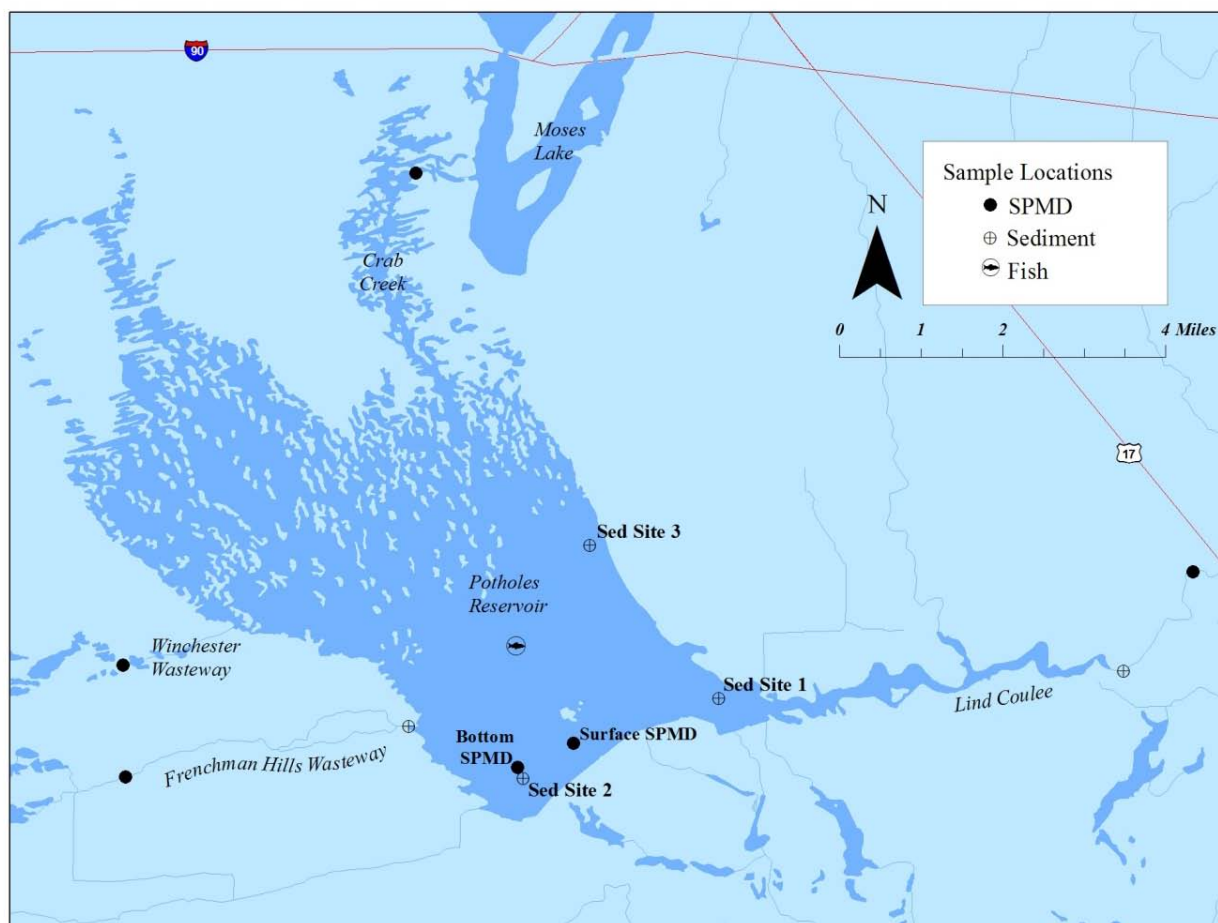 90
Moses
Lake
Sample Locations
SPMD
Sediment
Fish
N
Crab
Creek
0 1 2 4 Miles
17
Sed Site 3
Potholes
Reservoir
Winchester
Wasteway
Sed Site 1
Lind Coulee
Surface SPMD
Bottom
SPMD
Frenchman Hills Wasteway
Sed Site 2